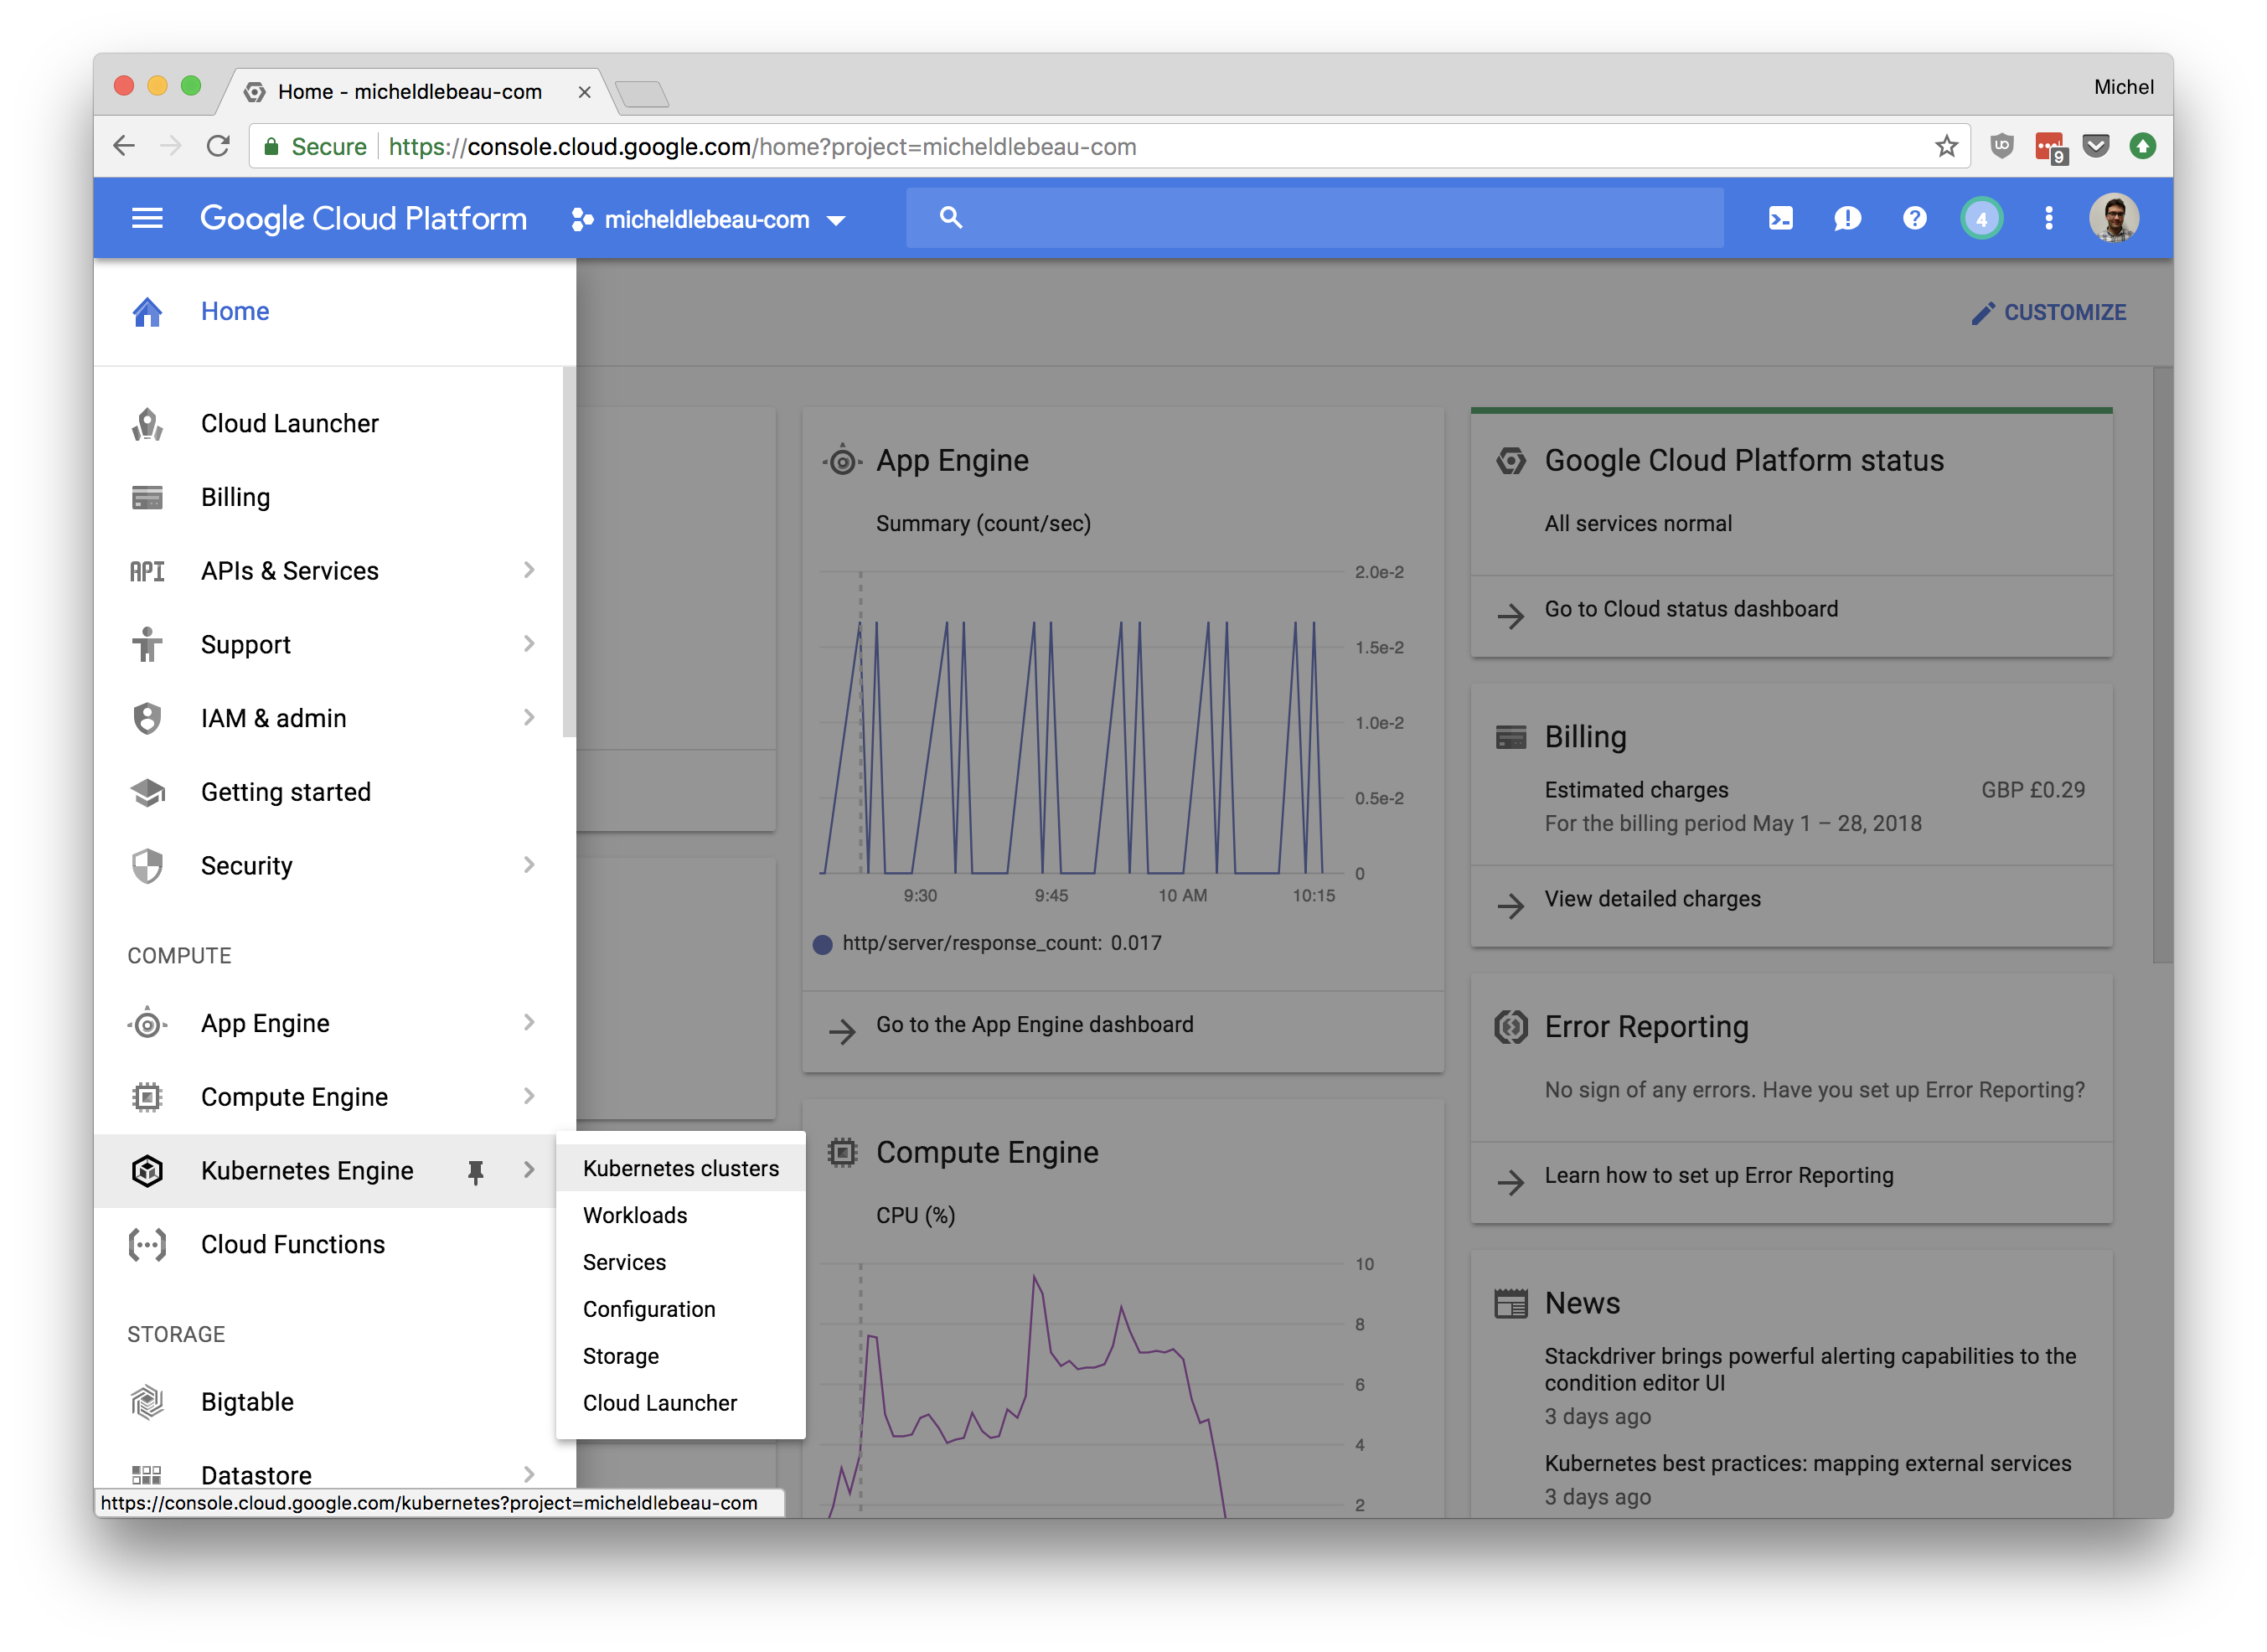 Home - micheldlebeau-com
Michel
Secure https://console.cloud.google.com/home?project=micheldlebeau-com
9
Google Cloud Platform
micheldlebeau-com
4
Home
CUSTOMIZE
Cloud Launcher
Billing
API APIs & Services
Support
IAM & admin
Getting started
Security
COMPUTE
App Engine
Compute Engine
Kubernetes Engine
Cloud Functions
STORAGE
Bigtable
Datastore
Kubernetes clusters
Workloads
Services
Configuration
Storage
Cloud Launcher
https://console.cloud.google.com/kubernetes?project=micheldlebeau-com
App Engine
Summary (count/sec)
2.0e-2
1.5e-2
1.0e-2
0.5e-2
0
9:30 9:45 10 AM 10:15
http/server/response_count: 0.017
Go to the App Engine dashboard
Compute Engine
CPU (%)
10
8
6
4
2
Google Cloud Platform status
All services normal
Go to Cloud status dashboard
Billing
Estimated charges GBP £0.29
For the billing period May 1 – 28, 2018
View detailed charges
Error Reporting
No sign of any errors. Have you set up Error Reporting?
Learn how to set up Error Reporting
News
Stackdriver brings powerful alerting capabilities to the
condition editor UI
3 days ago
Kubernetes best practices: mapping external services
3 days ago